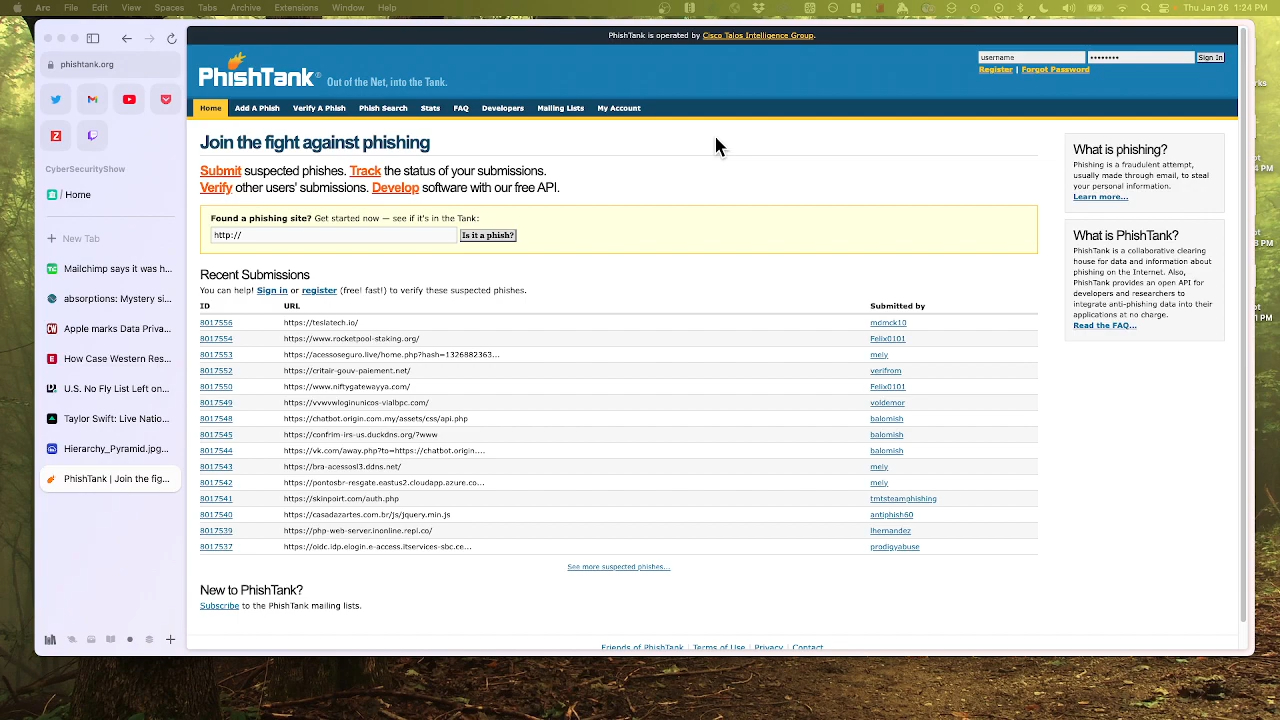 Arc File Edit View Spaces Tabs Archive Extensions Window Help Thu Jan 26 1:24 PM
phishtank.org
CyberSecurityShow
/ Home
New Tab
Mailchimp says it was h...
absorptions: Mystery si...
Apple marks Data Priva...
How Case Western Res...
U.S. No Fly List Left on...
Taylor Swift: Live Natio...
Hierarchy_Pyramid.jpg...
PhishTank | Join the fig...
PhishTank is operated by Cisco Talos Intelligence Group.
PhishTank® Out of the Net, into the Tank.
username •••••••• Sign In
Register | Forgot Password
Home Add A Phish Verify A Phish Phish Search Stats FAQ Developers Mailing Lists My Account
Join the fight against phishing
Submit suspected phishes. Track the status of your submissions.
Verify other users' submissions. Develop software with our free API.
Found a phishing site? Get started now — see if it's in the Tank:
http:// Is it a phish?
Recent Submissions
You can help! Sign in or register (free! fast!) to verify these suspected phishes.
ID URL Submitted by
8017556 https://teslatech.io/ mdmck10
8017554 https://www.rocketpool-staking.org/ Felix0101
8017553 https://acessoseguro.live/home.php?hash=1326882363... mely
8017552 https://critair-gouv-paiement.net/ verifrom
8017550 https://www.niftygatewayya.com/ Felix0101
8017549 https://vvwvwloginunicos-vialbpc.com/ voldemor
8017548 https://chatbot.origin.com.my/assets/css/api.php balomish
8017545 https://confrim-irs-us.duckdns.org/?www balomish
8017544 https://vk.com/away.php?to=https://chatbot.origin.... balomish
8017543 https://bra-acessosl3.ddns.net/ mely
8017542 https://pontosbr-resgate.eastus2.cloudapp.azure.co... mely
8017541 https://skinpoirt.com/auth.php tmtsteamphishing
8017540 https://casadazartes.com.br/js/jquery.min.js antiphish60
8017539 https://php-web-server.inonline.repl.co/ lhernandez
8017537 https://oidc.idp.elogin.e-access.itservices-sbc.ce... prodigyabuse
See more suspected phishes...
New to PhishTank?
Subscribe to the PhishTank mailing lists.
Friends of PhishTank | Terms of Use | Privacy | Contact
What is phishing?
Phishing is a fraudulent attempt,
usually made through email, to steal
your personal information.
Learn more...
What is PhishTank?
PhishTank is a collaborative clearing
house for data and information about
phishing on the Internet. Also,
PhishTank provides an open API for
developers and researchers to
integrate anti-phishing data into their
applications at no charge.
Read the FAQ...